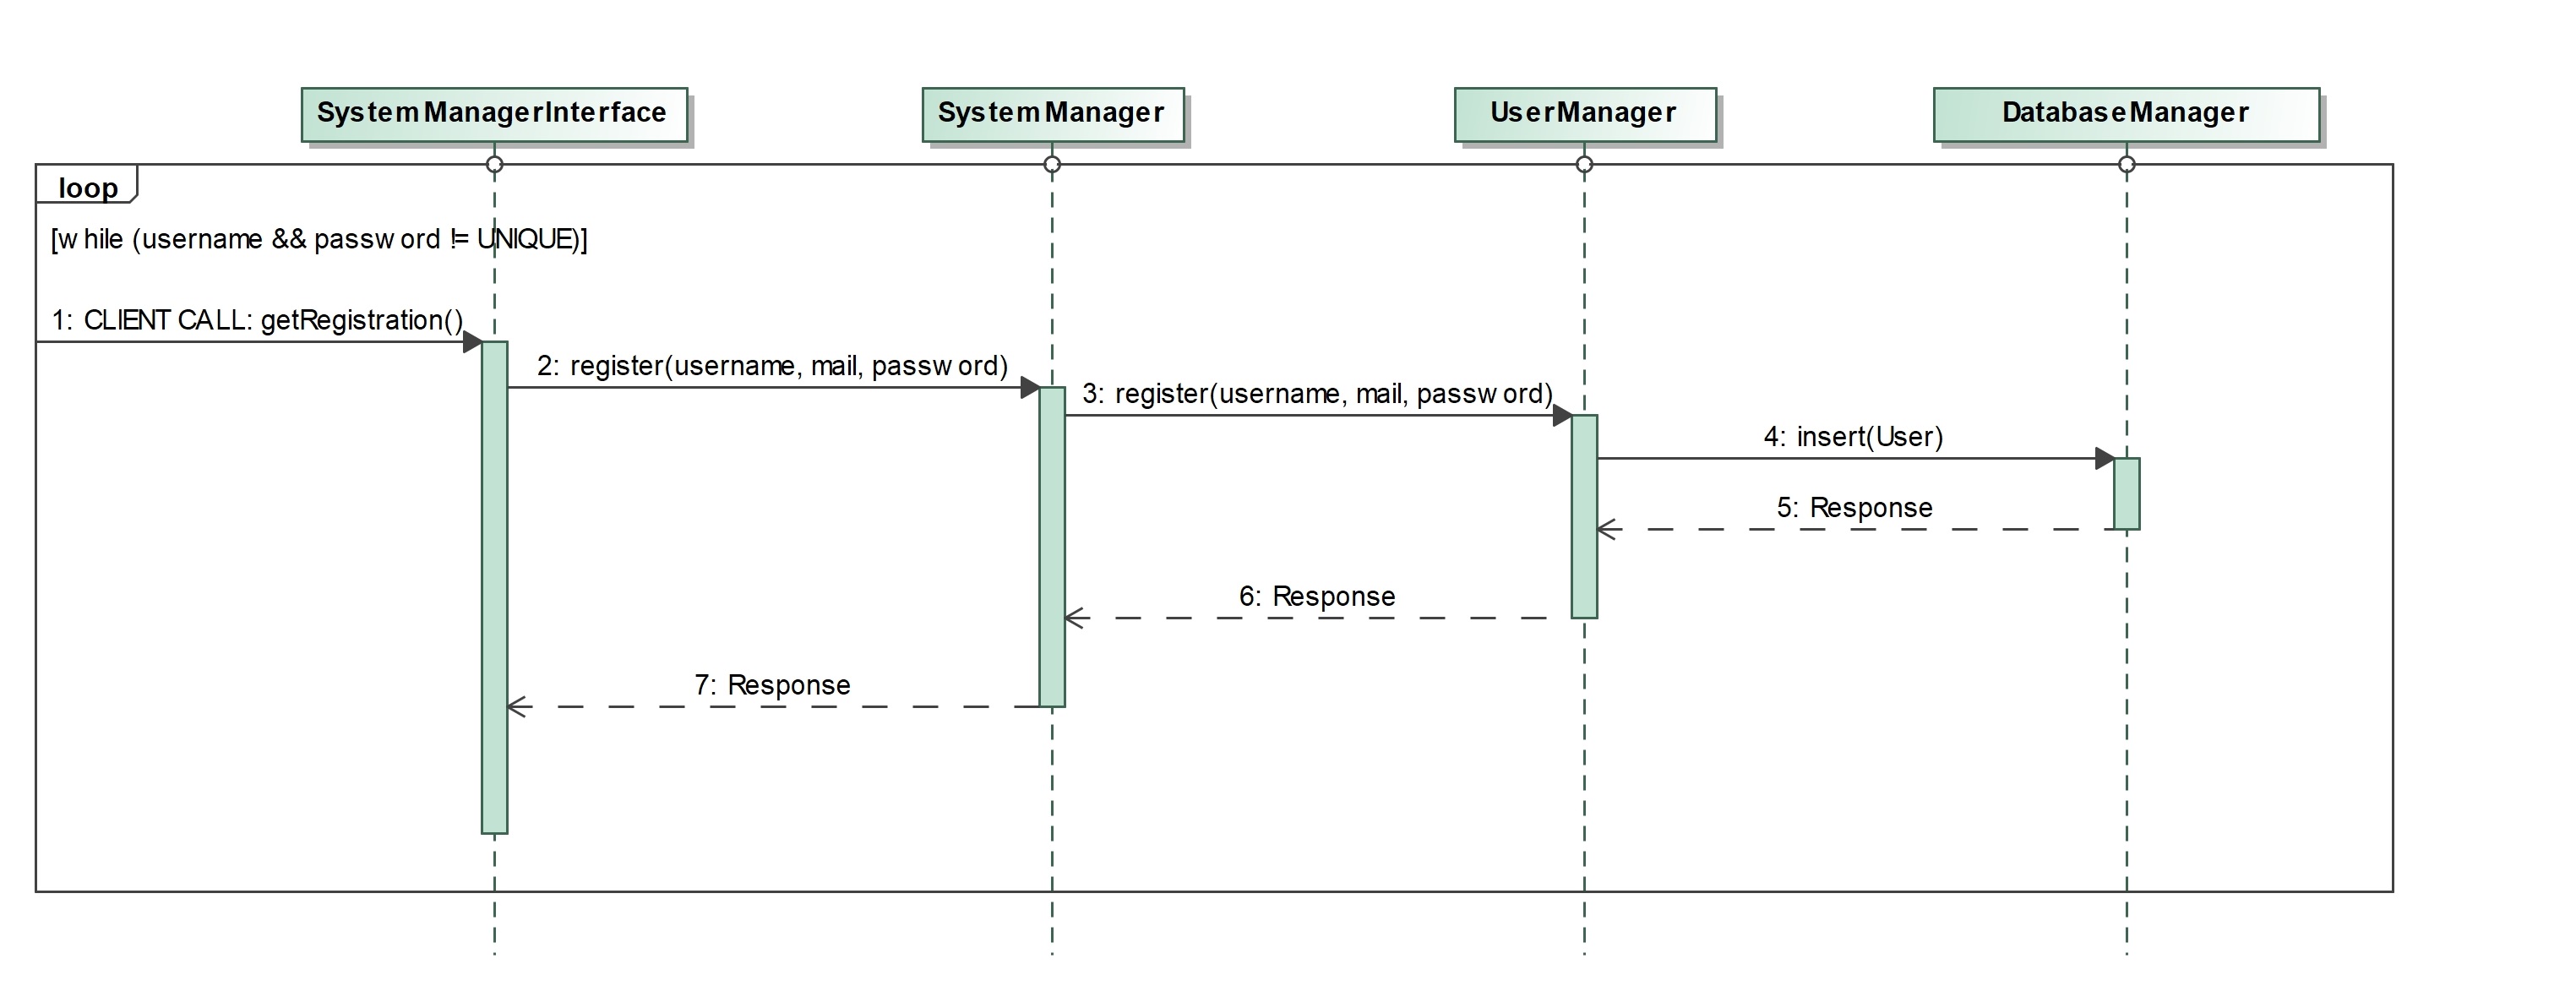 SystemManagerInterface
SystemManager
UserManager
DatabaseManager
loop
[while (username && password != UNIQUE)]
1: CLIENT CALL: getRegistration()
2: register(username, mail, password)
3: register(username, mail, password)
4: insert(User)
5: Response
6: Response
7: Response